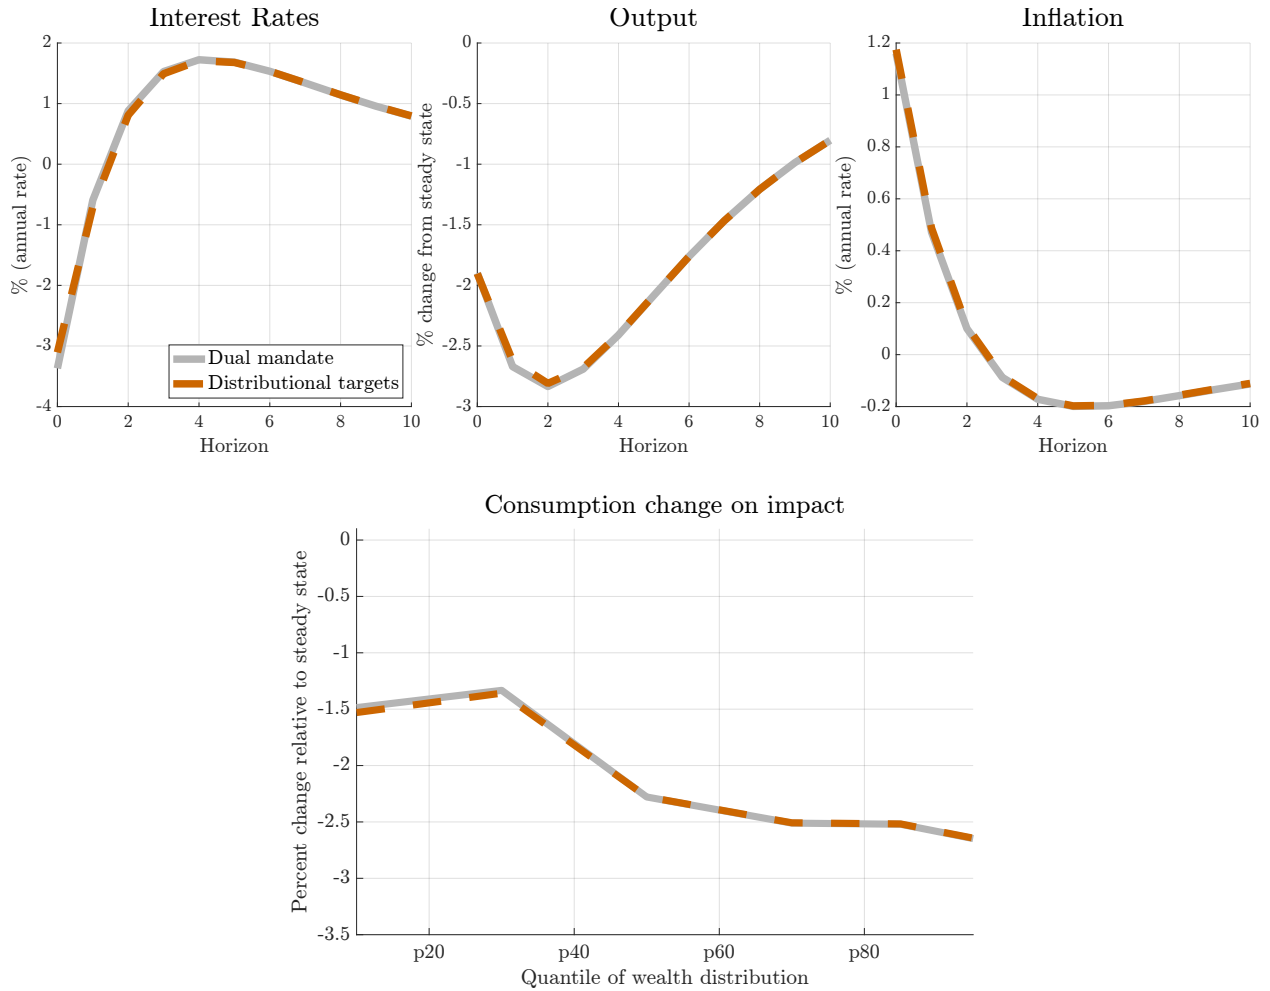 Interest Rates
% (annual rate)
2
1
0
-1
-2
-3
-4
0 2 4 6 8 10
Horizon
Dual mandate
Distributional targets
Output
% change from steady state
0
-0.5
-1
-1.5
-2
-2.5
-3
0 2 4 6 8 10
Horizon
Inflation
% (annual rate)
1.2
1
0.8
0.6
0.4
0.2
0
-0.2
0 2 4 6 8 10
Horizon
Consumption change on impact
Percent change relative to steady state
0
-0.5
-1
-1.5
-2
-2.5
-3
-3.5
p20 p40 p60 p80
Quantile of wealth distribution